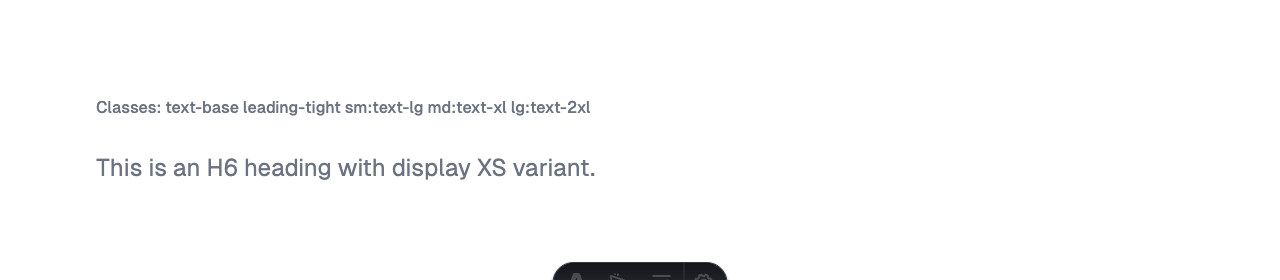 Classes: text-base leading-tight sm:text-lg md:text-xl lg:text-2xl
This is an H6 heading with display XS variant.